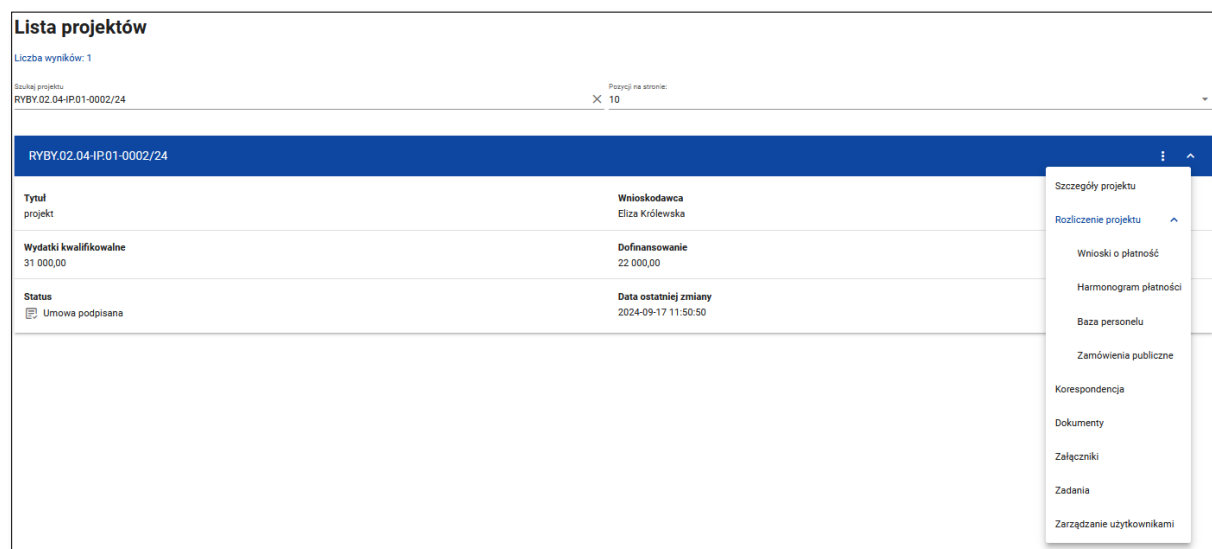 Lista projektów
Liczba wyników: 1
Szukaj projektu
RYBY.02.04-IP.01-0002/24
Pozycji na stronie:
10
RYBY.02.04-IP.01-0002/24
Tytuł
projekt
Wnioskodawca
Eliza Królewska
Wydatki kwalifikowalne
31 000,00
Dofinansowanie
22 000,00
Status
Umowa podpisana
Data ostatniej zmiany
2024-09-17 11:50:50
Szczegóły projektu
Rozliczenie projektu
Wnioski o płatność
Harmonogram płatności
Baza personelu
Zamówienia publiczne
Korespondencja
Dokumenty
Załączniki
Zadania
Zarządzanie użytkownikami